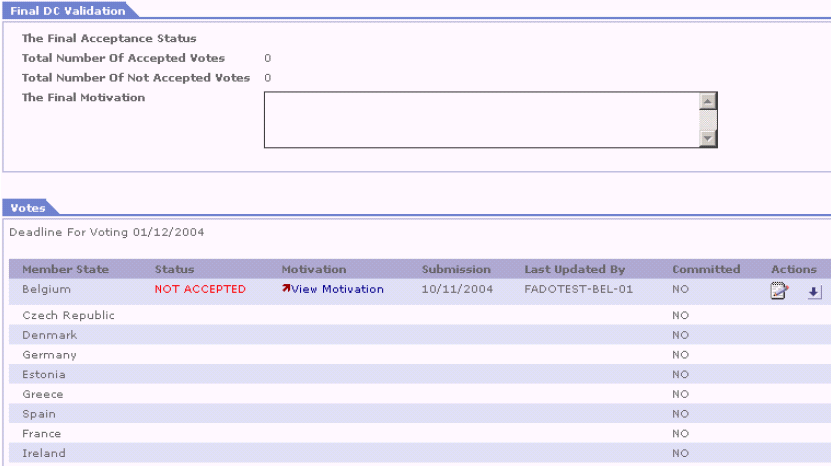 Final DC Validation
The Final Acceptance Status
Total Number Of Accepted Votes 0
Total Number Of Not Accepted Votes 0
The Final Motivation
Votes
Deadline For Voting 01/12/2004
Member State Status Motivation Submission Last Updated By Committed Actions
Belgium NOT ACCEPTED View Motivation 10/11/2004 FADOTEST-BEL-01 NO
Czech Republic NO
Denmark NO
Germany NO
Estonia NO
Greece NO
Spain NO
France NO
Ireland NO